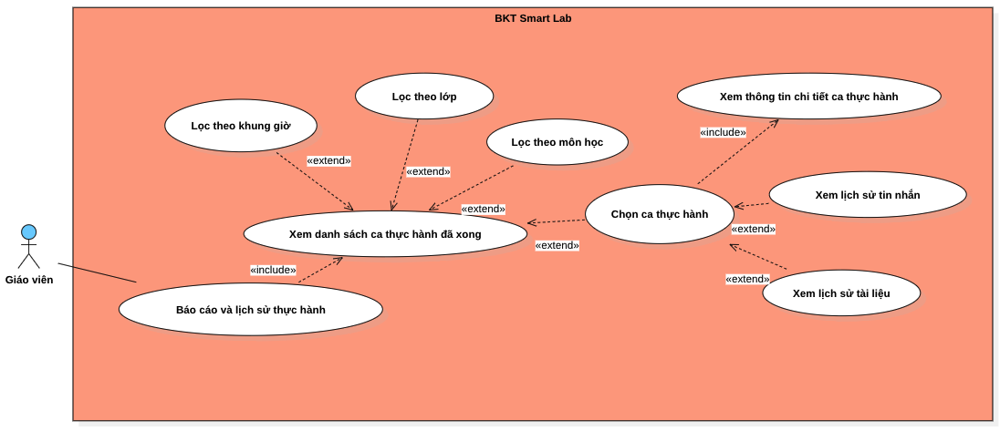 BKT Smart Lab
Lọc theo lớp
Xem thông tin chi tiết ca thực hành
Lọc theo khung giờ
«include»
Lọc theo môn học
«extend»
«extend»
Xem lịch sử tin nhắn
Chọn ca thực hành
«extend»
«extend»
Xem danh sách ca thực hành đã xong
«extend»
«include»
«extend»
Giáo viên
Xem lịch sử tài liệu
Báo cáo và lịch sử thực hành